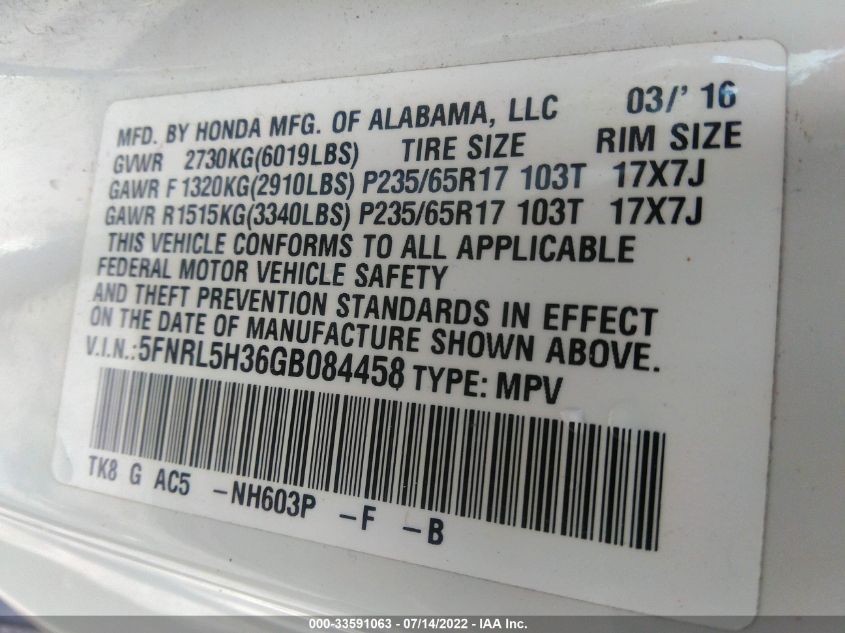 MFD. BY HONDA MFG. OF ALABAMA, LLC 03/'16
GVWR 2730KG(6019LBS) TIRE SIZE RIM SIZE
GAWR F 1320KG(2910LBS) P235/65R17 103T 17X7J
GAWR R1515KG(3340LBS) P235/65R17 103T 17X7J
THIS VEHICLE CONFORMS TO ALL APPLICABLE
FEDERAL MOTOR VEHICLE SAFETY
AND THEFT PREVENTION STANDARDS IN EFFECT
ON THE DATE OF MANUFACTURE SHOWN ABOVE.
V.I.N.:5FNRL5H36GB084458 TYPE: MPV
TK8 G AC5 -NH603P -F -B
000-33591063 - 07/14/2022 - IAA Inc.